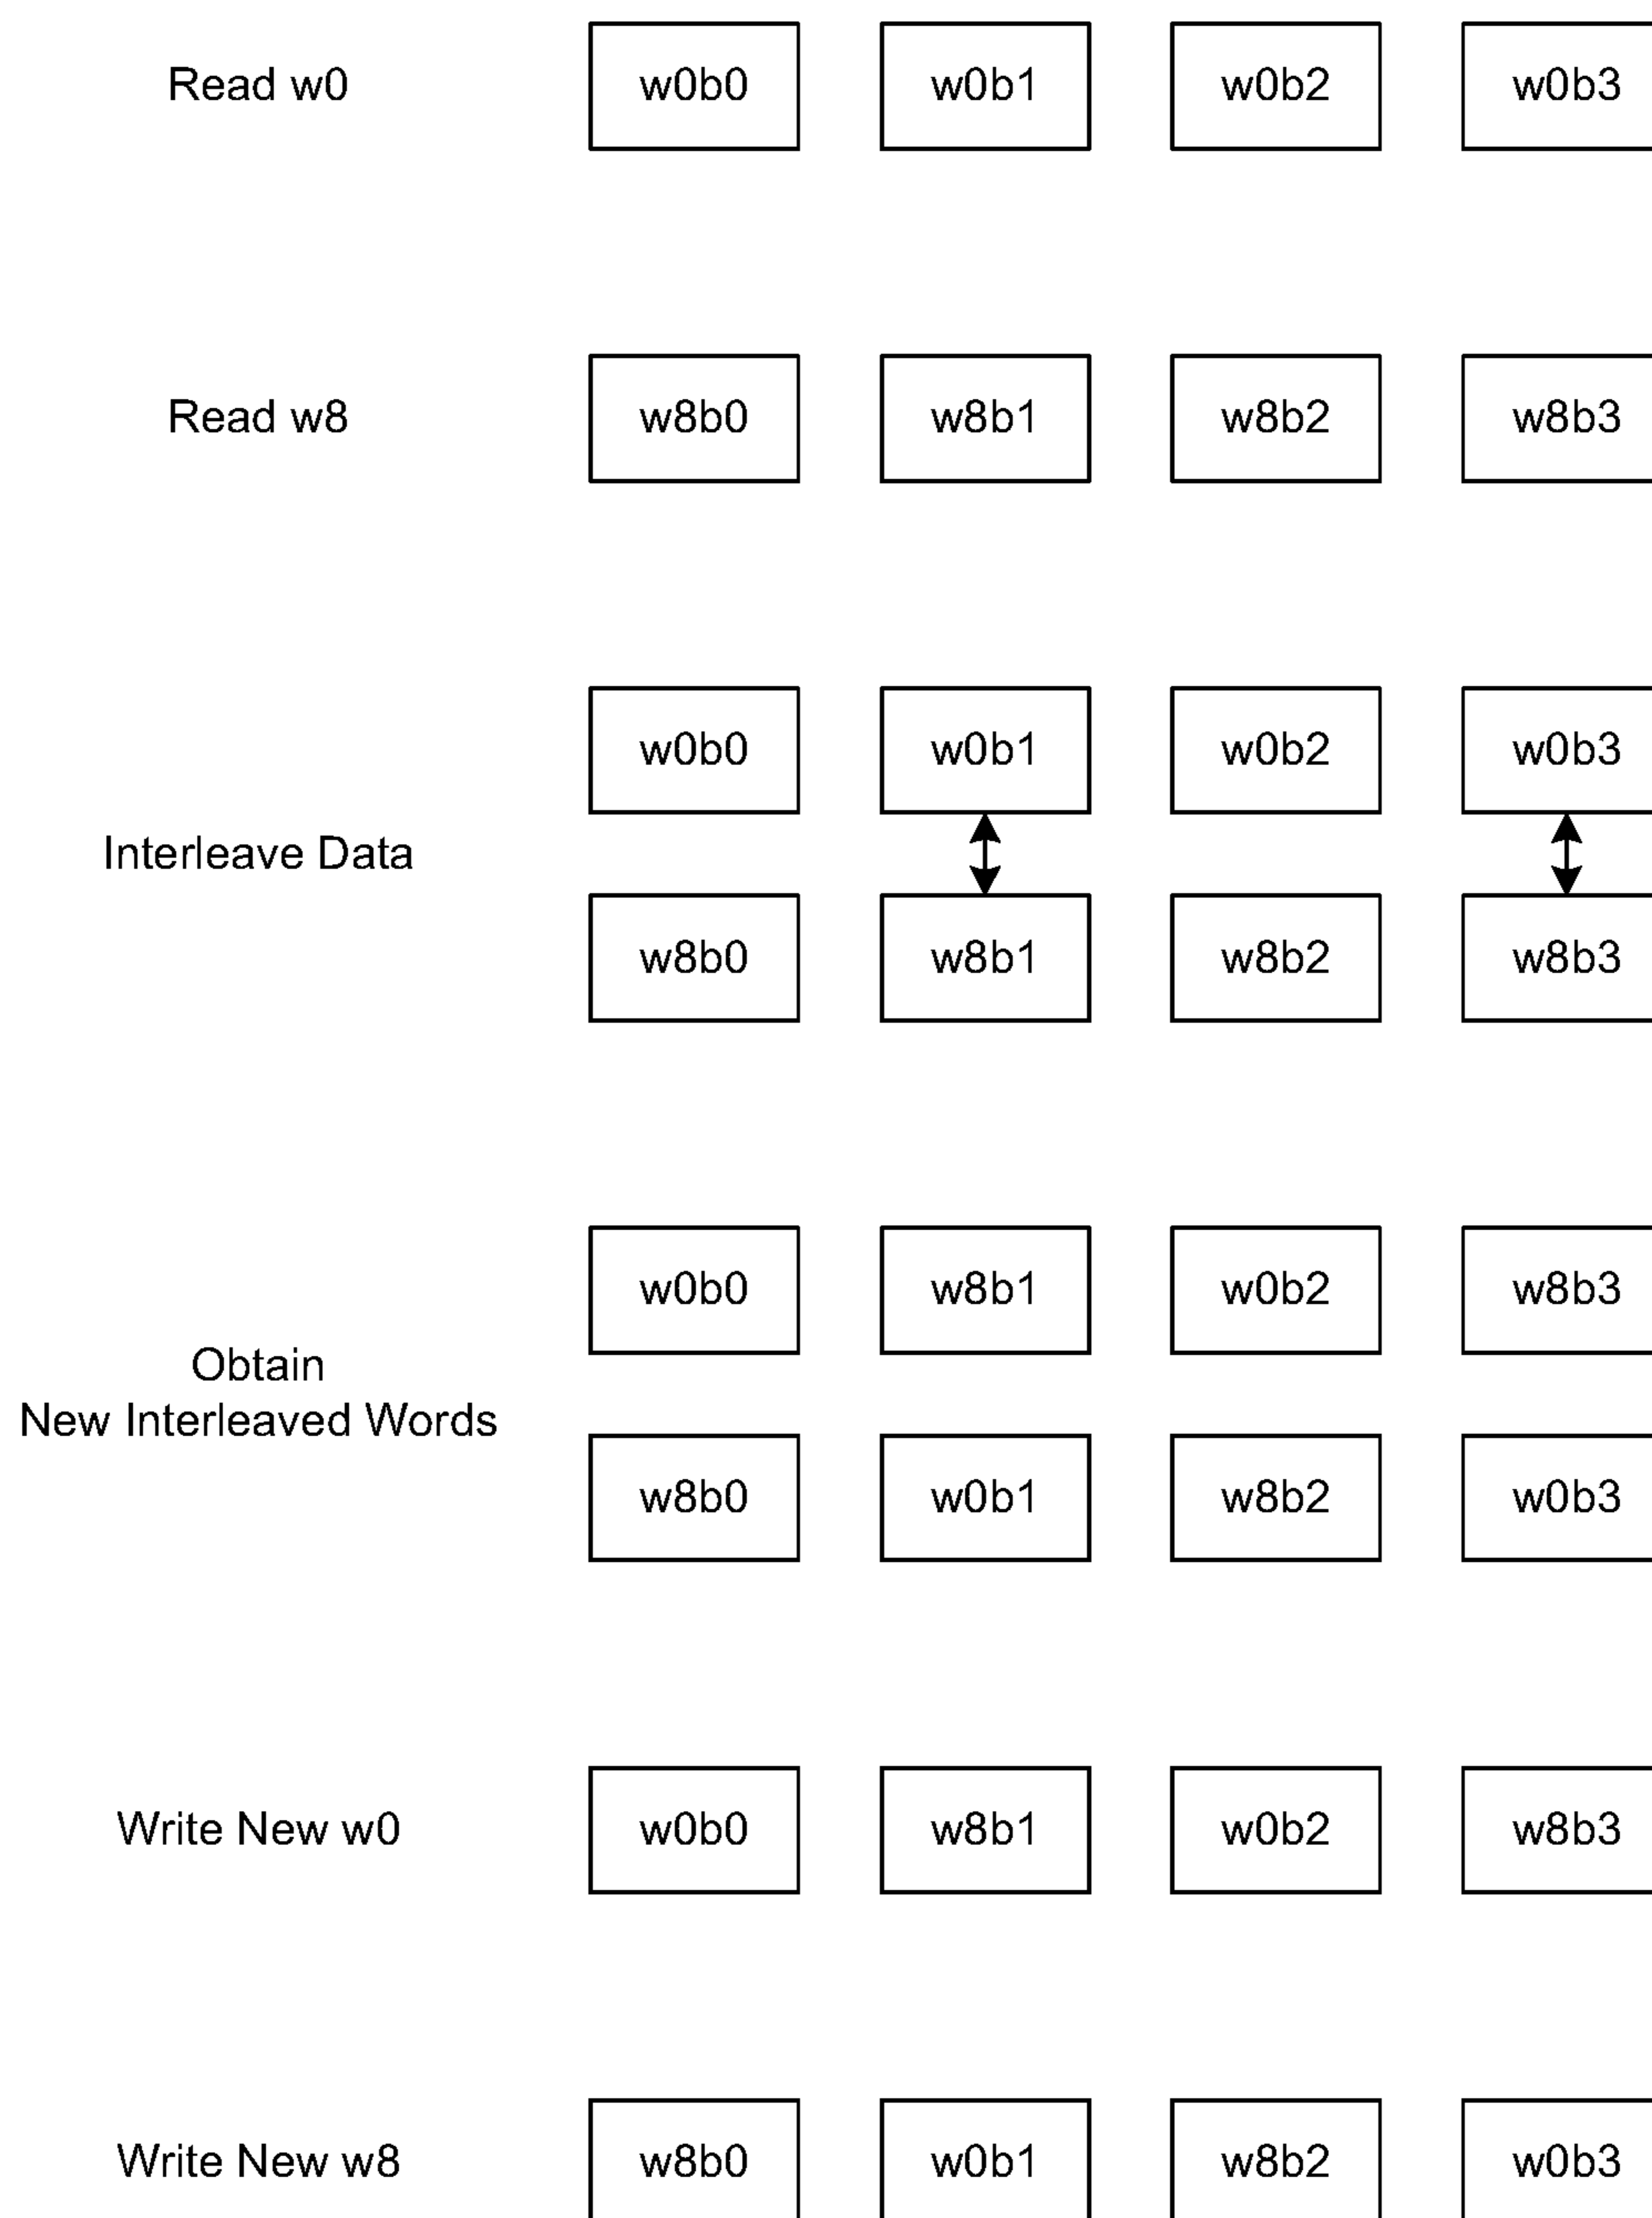 Read w0 w0b0 w0b1 w0b2 w0b3
Read w8 w8b0 w8b1 w8b2 w8b3
w0b0 w0b1 w0b2 w0b3
Interleave Data
w8b0 w8b1 w8b2 w8b3
w0b0 w8b1 w0b2 w8b3
Obtain
New Interleaved Words
w8b0 w0b1 w8b2 w0b3
Write New w0 w0b0 w8b1 w0b2 w8b3
Write New w8 w8b0 w0b1 w8b2 w0b3